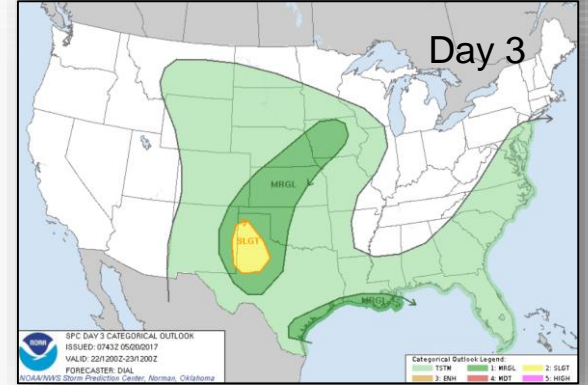 Day 3
MRGL
SLGT
MRGL
NOAA
SPC DAY 3 CATEGORICAL OUTLOOK
ISSUED: 0743Z 05/20/2017
VALID: 22/1200Z-23/1200Z
FORECASTER: DIAL
NOAA/NWS Storm Prediction Center, Norman, Oklahoma
Categorical Outlook Legend:
TSTM 1: MRGL 2: SLGT
3: ENH 4: MDT 5: HIGH